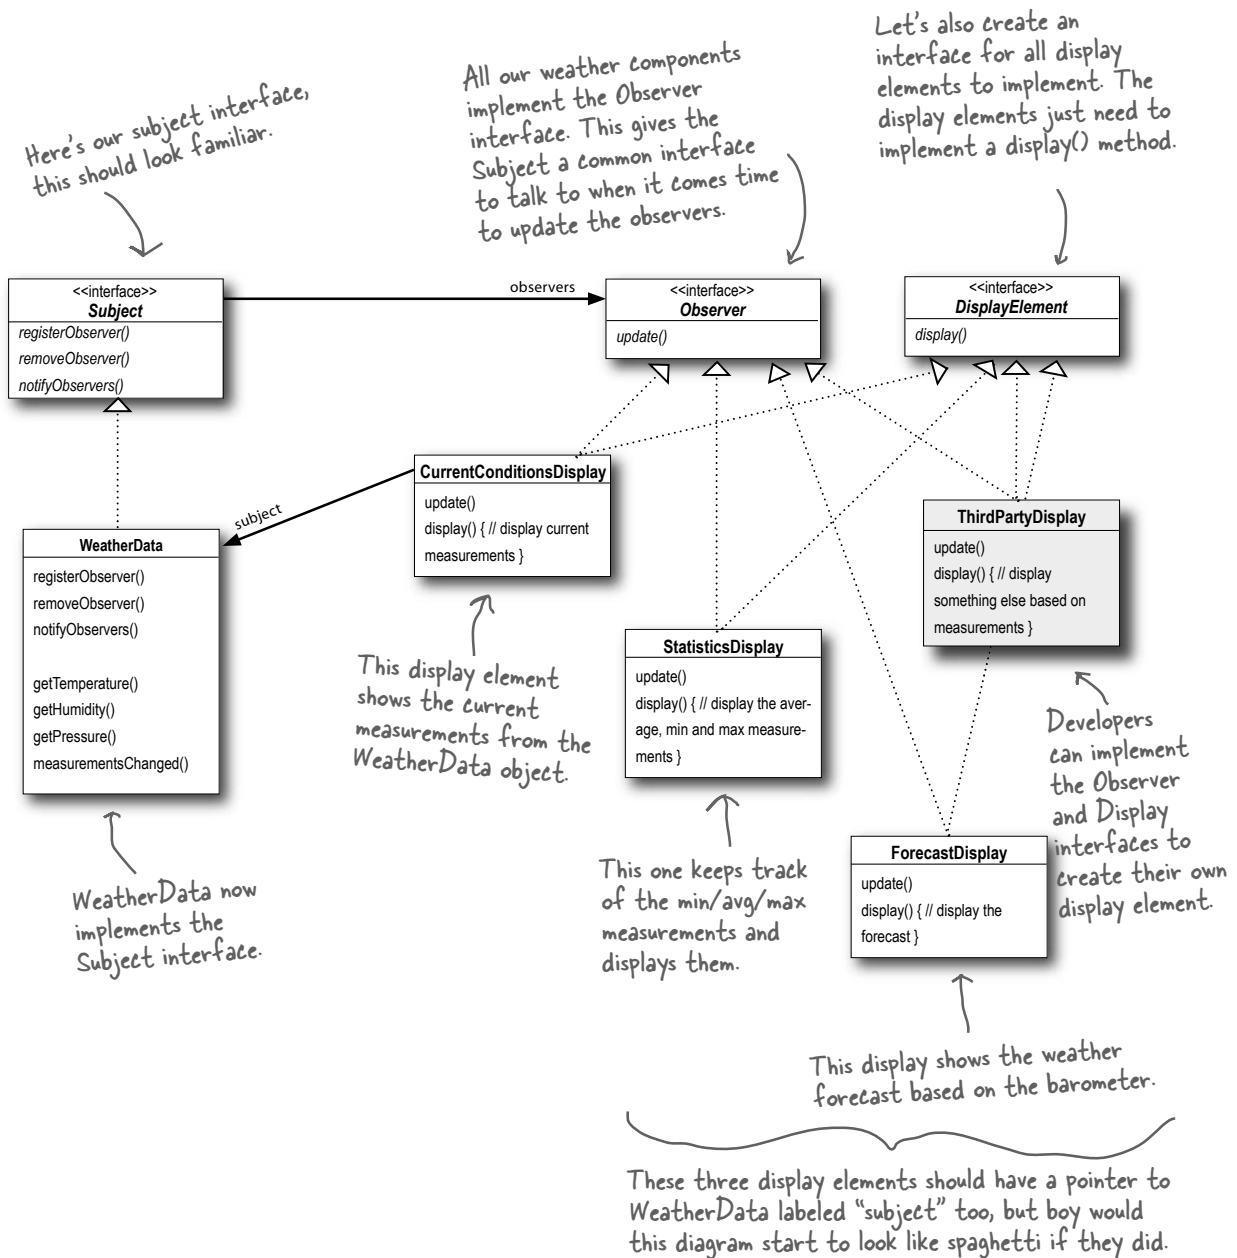 Here's our subject interface,
this should look familiar.
All our weather components
implement the Observer
interface. This gives the
Subject a common interface
to talk to when it comes time
to update the observers.
Let's also create an
interface for all display
elements to implement. The
display elements just need to
implement a display() method.
<<interface>>
Subject
registerObserver()
removeObserver()
notifyObservers()
observers
<<interface>>
Observer
update()
<<interface>>
DisplayElement
display()
CurrentConditionsDisplay
update()
display() { // display current
measurements }
subject
WeatherData
registerObserver()
removeObserver()
notifyObservers()
getTemperature()
getHumidity()
getPressure()
measurementsChanged()
ThirdPartyDisplay
update()
display() { // display
something else based on
measurements }
StatisticsDisplay
update()
display() { // display the aver-
age, min and max measure-
ments }
This display element
shows the current
measurements from the
WeatherData object.
Developers
can implement
the Observer
and Display
interfaces to
create their own
display element.
ForecastDisplay
update()
display() { // display the
forecast }
WeatherData now
implements the
Subject interface.
This one keeps track
of the min/avg/max
measurements and
displays them.
This display shows the weather
forecast based on the barometer.
These three display elements should have a pointer to
WeatherData labeled "subject" too, but boy would
this diagram start to look like spaghetti if they did.